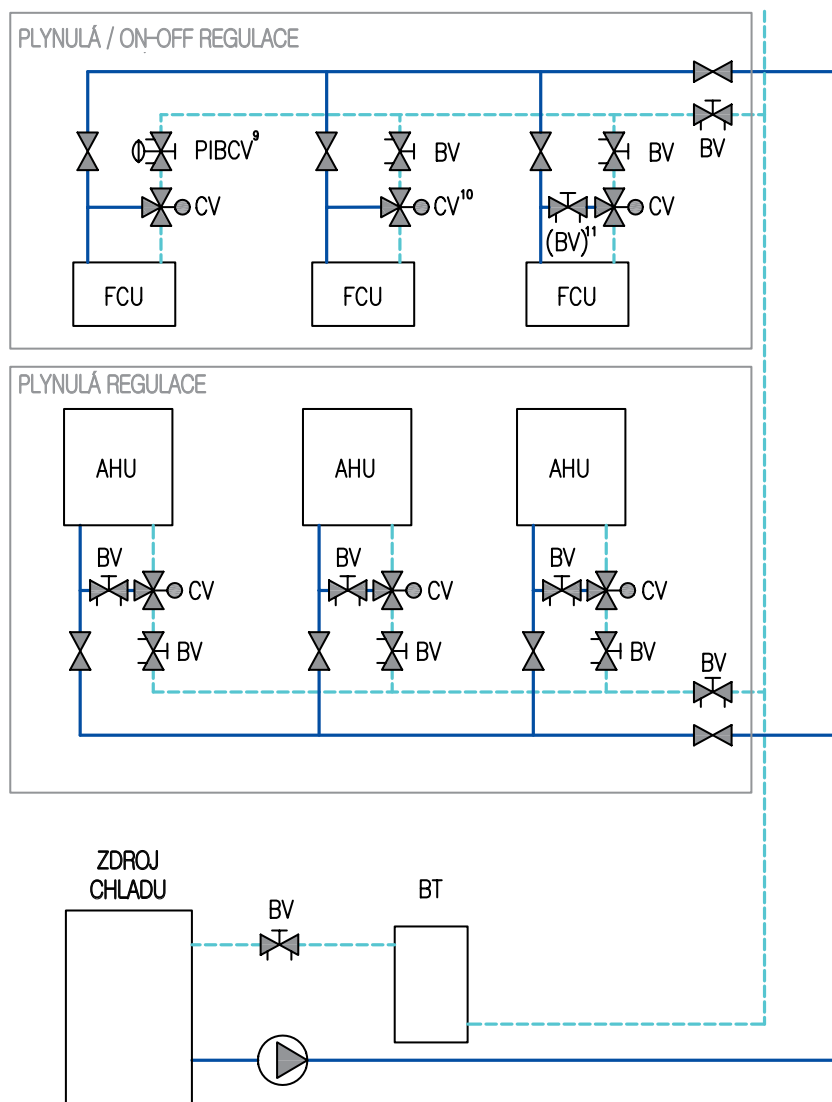 PLYNULÁ / ON-OFF REGULACE
PIBCV⁹
BV
BV
BV
CV
CV¹⁰
CV
(BV)¹¹
FCU
FCU
FCU
PLYNULÁ REGULACE
AHU
AHU
AHU
BV
BV
BV
CV
CV
CV
BV
BV
BV
BV
ZDROJ
CHLADU
BV
BT